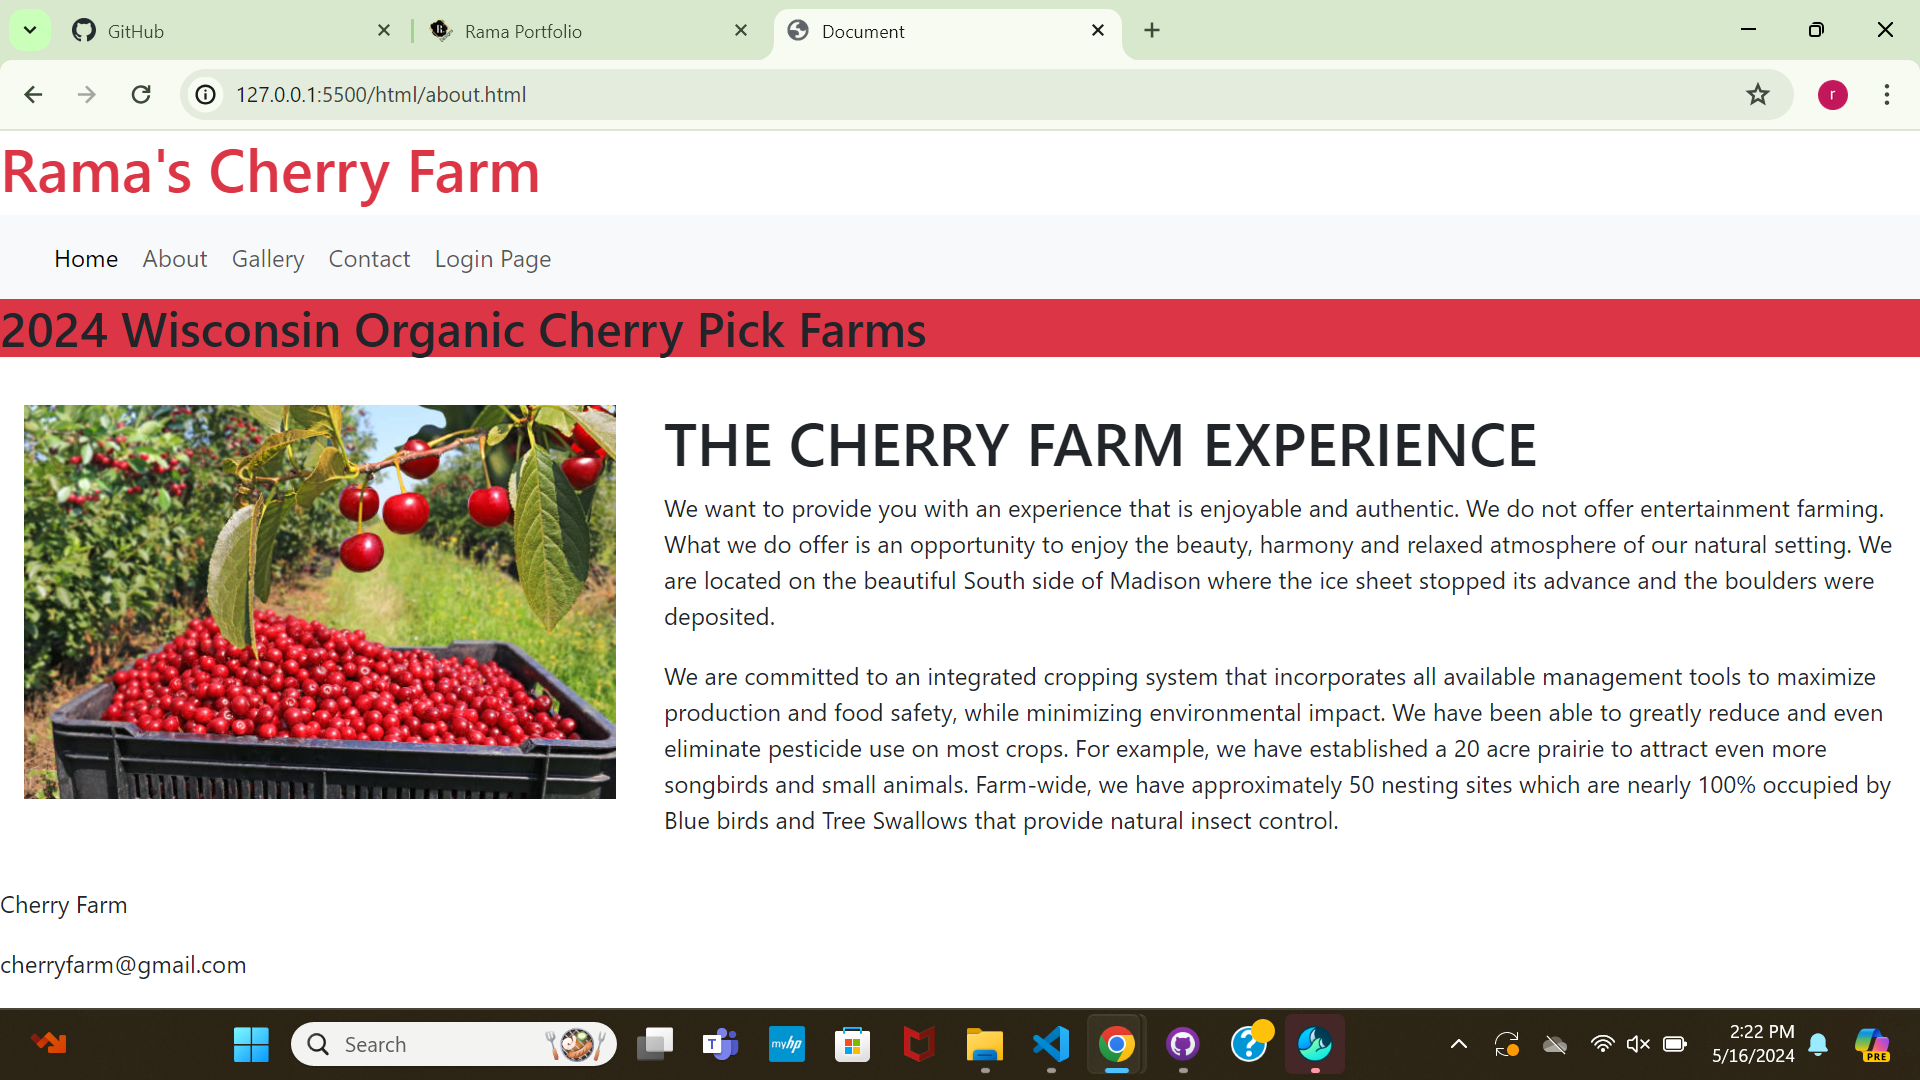 GitHub
Rama Portfolio
Document
127.0.0.1:5500/html/about.html
r
Rama's Cherry Farm
Home About Gallery Contact Login Page
2024 Wisconsin Organic Cherry Pick Farms
THE CHERRY FARM EXPERIENCE
We want to provide you with an experience that is enjoyable and authentic. We do not offer entertainment farming.
What we do offer is an opportunity to enjoy the beauty, harmony and relaxed atmosphere of our natural setting. We
are located on the beautiful South side of Madison where the ice sheet stopped its advance and the boulders were
deposited.
We are committed to an integrated cropping system that incorporates all available management tools to maximize
production and food safety, while minimizing environmental impact. We have been able to greatly reduce and even
eliminate pesticide use on most crops. For example, we have established a 20 acre prairie to attract even more
songbirds and small animals. Farm-wide, we have approximately 50 nesting sites which are nearly 100% occupied by
Blue birds and Tree Swallows that provide natural insect control.
Cherry Farm
cherryfarm@gmail.com
Search
T
myhp
?
2:22 PM
5/16/2024
PRE